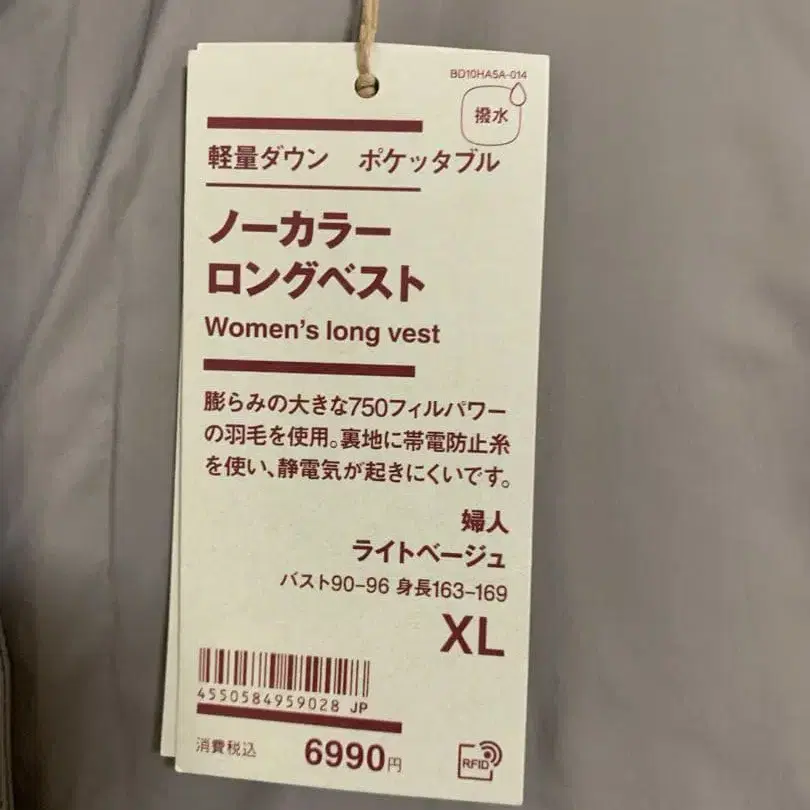 BD10HA5A-014
撥水
軽量ダウン　ポケッタブル
ノーカラー
ロングベスト
Women's long vest
膨らみの大きな750フィルパワー
の羽毛を使用。裏地に帯電防止糸
を使い、静電気が起きにくいです。
婦人
ライトベージュ
バスト90-96 身長163-169
XL
4550584959028 JP
消費税込 6990円
RFID